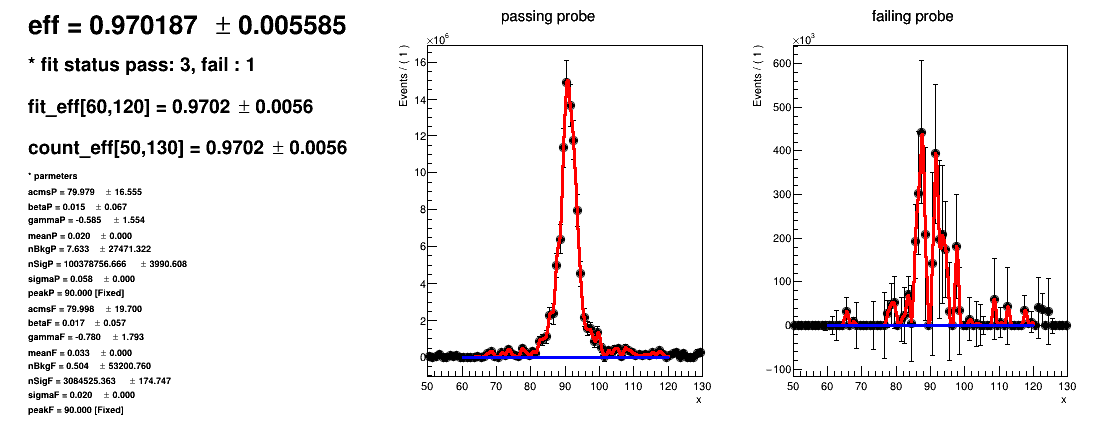 eff = 0.970187 ± 0.005585
* fit status pass: 3, fail : 1
fit_eff[60,120] = 0.9702 ± 0.0056
count_eff[50,130] = 0.9702 ± 0.0056
* parmeters
acmsP = 79.979 ± 16.555
betaP = 0.015 ± 0.067
gammaP = -0.585 ± 1.554
meanP = 0.020 ± 0.000
nBkgP = 7.633 ± 27471.322
nSigP = 100378756.666 ± 3990.608
sigmaP = 0.058 ± 0.000
peakP = 90.000 [Fixed]
acmsF = 79.998 ± 19.700
betaF = 0.017 ± 0.057
gammaF = -0.780 ± 1.793
meanF = 0.033 ± 0.000
nBkgF = 0.504 ± 53200.760
nSigF = 3084525.363 ± 174.747
sigmaF = 0.020 ± 0.000
peakF = 90.000 [Fixed]
passing probe
×10⁶
Events / ( 1 )
16
14
12
10
8
6
4
2
0
50 60 70 80 90 100 110 120 130
x
failing probe
×10³
Events / ( 1 )
600
500
400
300
200
100
0
−100
50 60 70 80 90 100 110 120 130
x